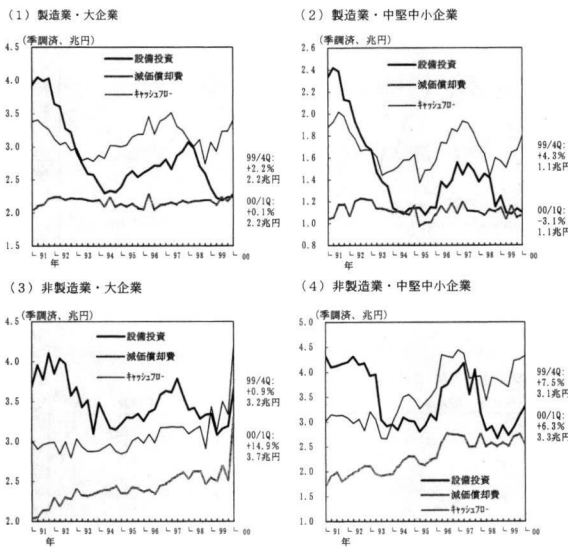 (1) 製造業・大企業
(季調済、兆円)
4.5
4.0
3.5
3.0
2.5
2.0
1.5
設備投資
減価償却費
キャッシュフロー
91 92 93 94 95 96 97 98 99 00
年
99/4Q:
+2.2%
2.2兆円
00/1Q:
+0.1%
2.2兆円
(2) 製造業・中堅中小企業
(季調済、兆円)
2.6
2.4
2.2
2.0
1.8
1.6
1.4
1.2
1.0
0.8
設備投資
減価償却費
キャッシュフロー
91 92 93 94 95 96 97 98 99 00
年
99/4Q:
+4.3%
1.1兆円
00/1Q:
-3.1%
1.1兆円
(3) 非製造業・大企業
(季調済、兆円)
4.5
4.0
3.5
3.0
2.5
2.0
設備投資
減価償却費
キャッシュフロー
91 92 93 94 95 96 97 98 99 00
年
99/4Q:
+0.9%
3.2兆円
00/1Q:
+14.9%
3.7兆円
(4) 非製造業・中堅中小企業
(季調済、兆円)
5.0
4.5
4.0
3.5
3.0
2.5
2.0
1.5
1.0
設備投資
減価償却費
キャッシュフロー
91 92 93 94 95 96 97 98 99 00
年
99/4Q:
+7.5%
3.1兆円
00/1Q:
+6.3%
3.3兆円